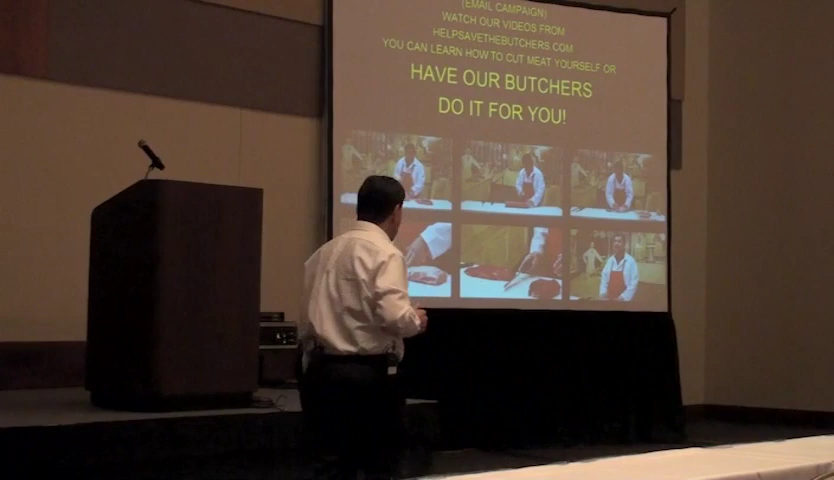 (EMAIL CAMPAIGN)
WATCH OUR VIDEOS FROM
HELPSAVETHEBUTCHERS.COM
YOU CAN LEARN HOW TO CUT MEAT YOURSELF OR
HAVE OUR BUTCHERS
DO IT FOR YOU!